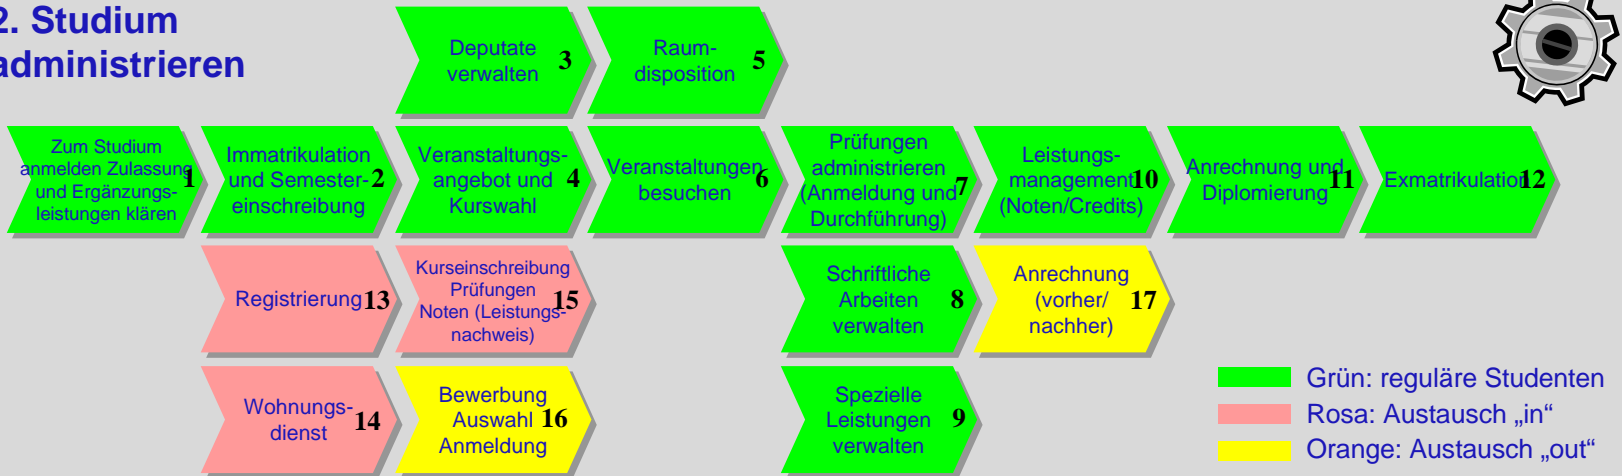 2. Studium
administrieren
Deputate
verwalten 3
Raum-
disposition 5
Zum Studium
anmelden Zulassung
und Ergänzungs-
leistungen klären
1
Immatrikulation
und Semester-
einschreibung
2
Veranstaltungs-
angebot und
Kurswahl
4
Veranstaltungen
besuchen
6
Prüfungen
administrieren
(Anmeldung und
Durchführung)
7
Leistungs-
management
(Noten/Credits)
10
Anrechnung und
Diplomierung
11
Exmatrikulation
12
Registrierung
13
Kurseinschreibung
Prüfungen
Noten (Leistungs-
nachweis)
15
Schriftliche
Arbeiten
verwalten
8
Anrechnung
(vorher/
nachher)
17
Wohnungs-
dienst
14
Bewerbung
Auswahl
Anmeldung
16
Spezielle
Leistungen
verwalten
9
Grün: reguläre Studenten
Rosa: Austausch „in“
Orange: Austausch „out“